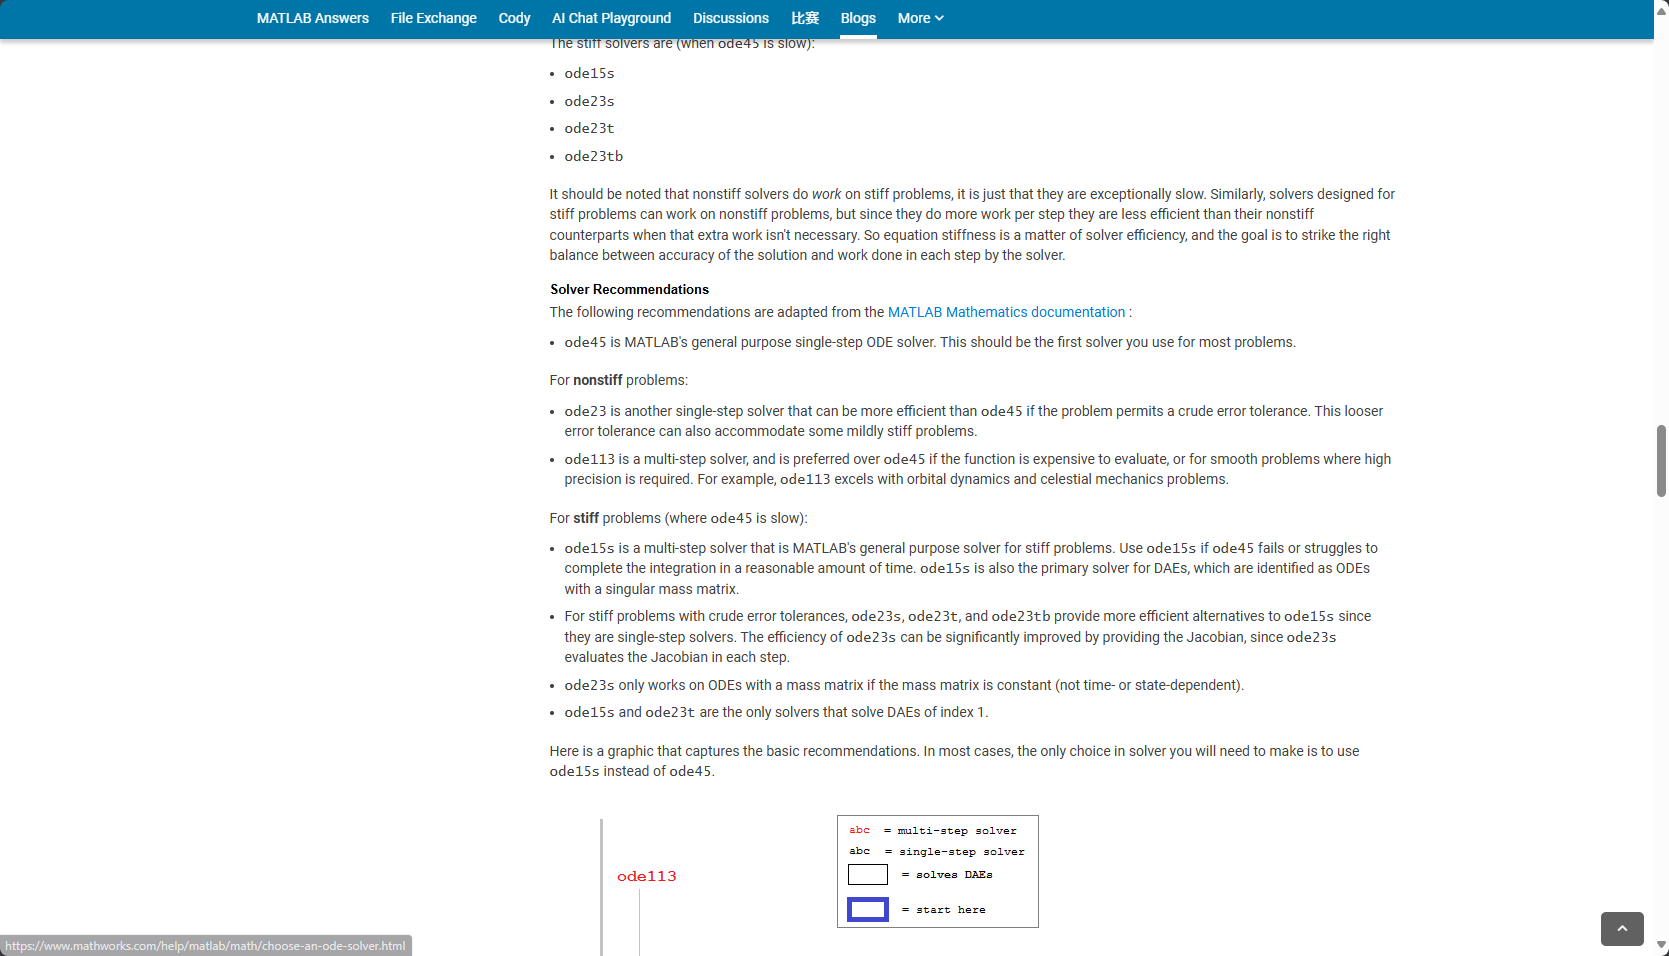 MATLAB Answers File Exchange Cody AI Chat Playground Discussions 比赛 Blogs More
The stiff solvers are (when ode45 is slow):
• ode15s
• ode23s
• ode23t
• ode23tb
It should be noted that nonstiff solvers do work on stiff problems, it is just that they are exceptionally slow. Similarly, solvers designed for
stiff problems can work on nonstiff problems, but since they do more work per step they are less efficient than their nonstiff
counterparts when that extra work isn't necessary. So equation stiffness is a matter of solver efficiency, and the goal is to strike the right
balance between accuracy of the solution and work done in each step by the solver.
Solver Recommendations
The following recommendations are adapted from the MATLAB Mathematics documentation :
• ode45 is MATLAB's general purpose single-step ODE solver. This should be the first solver you use for most problems.
For nonstiff problems:
• ode23 is another single-step solver that can be more efficient than ode45 if the problem permits a crude error tolerance. This looser
error tolerance can also accommodate some mildly stiff problems.
• ode113 is a multi-step solver, and is preferred over ode45 if the function is expensive to evaluate, or for smooth problems where high
precision is required. For example, ode113 excels with orbital dynamics and celestial mechanics problems.
For stiff problems (where ode45 is slow):
• ode15s is a multi-step solver that is MATLAB's general purpose solver for stiff problems. Use ode15s if ode45 fails or struggles to
complete the integration in a reasonable amount of time. ode15s is also the primary solver for DAEs, which are identified as ODEs
with a singular mass matrix.
• For stiff problems with crude error tolerances, ode23s, ode23t, and ode23tb provide more efficient alternatives to ode15s since
they are single-step solvers. The efficiency of ode23s can be significantly improved by providing the Jacobian, since ode23s
evaluates the Jacobian in each step.
• ode23s only works on ODEs with a mass matrix if the mass matrix is constant (not time- or state-dependent).
• ode15s and ode23t are the only solvers that solve DAEs of index 1.
Here is a graphic that captures the basic recommendations. In most cases, the only choice in solver you will need to make is to use
ode15s instead of ode45.
abc = multi-step solver
abc = single-step solver
= solves DAEs
= start here
ode113
https://www.mathworks.com/help/matlab/math/choose-an-ode-solver.html